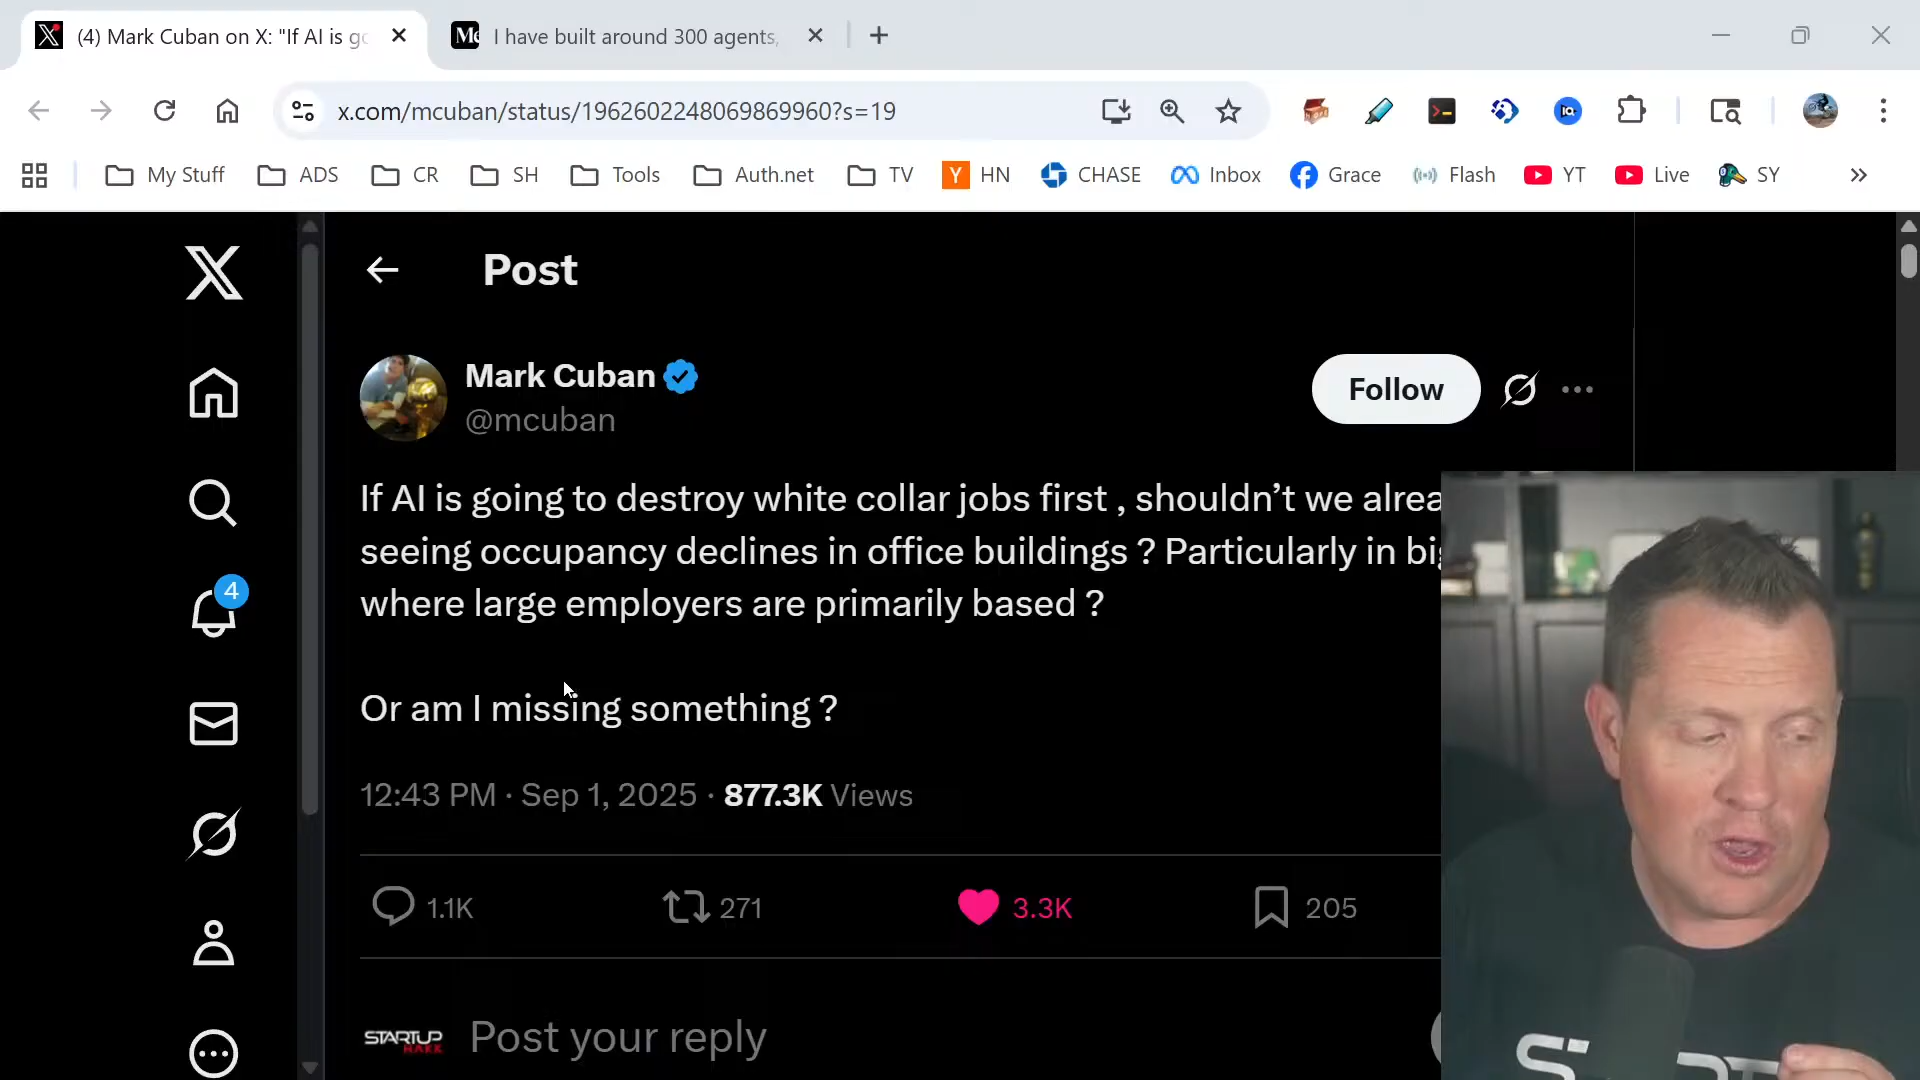 (4) Mark Cuban on X: "If AI is go
I have built around 300 agents,
x.com/mcuban/status/1962602248069869960?s=19
My Stuff ADS CR SH Tools Auth.net TV HN CHASE Inbox Grace Flash YT Live SY
Post
Mark Cuban
@mcuban
Follow
If AI is going to destroy white collar jobs first , shouldn’t we alrea
seeing occupancy declines in office buildings ? Particularly in big
where large employers are primarily based ?
4
Or am I missing something ?
12:43 PM · Sep 1, 2025 · 877.3K Views
1.1K 271 3.3K 205
STARTUP
HAKK
Post your reply